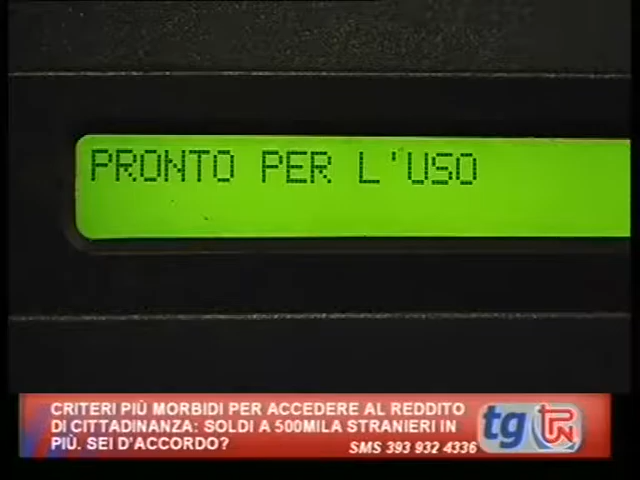 PRONTO PER L'USO
CRITERI PIÙ MORBIDI PER ACCEDERE AL REDDITO
DI CITTADINANZA: SOLDI A 500MILA STRANIERI IN
PIÙ. SEI D'ACCORDO?
SMS 393 932 4336
tg TPN